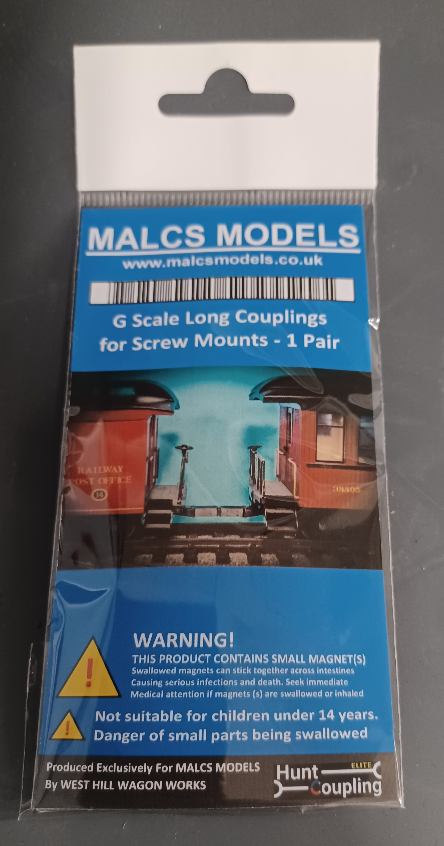 MALCS MODELS
www.malcsmodels.co.uk
G Scale Long Couplings
for Screw Mounts - 1 Pair
RAILWAY
POST OFFICE
14
WARNING!
THIS PRODUCT CONTAINS SMALL MAGNET(S)
Swallowed magnets can stick together across intestines
Causing serious infections and death. Seek immediate
Medical attention if magnets (s) are swallowed or inhaled
Not suitable for children under 14 years.
Danger of small parts being swallowed
Produced Exclusively For MALCS MODELS
By WEST HILL WAGON WORKS
ELITE
Hunt
Coupling